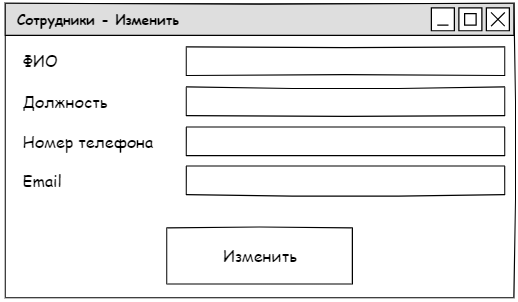 Сотрудники - Изменить
ФИО
Должность
Номер телефона
Email
Изменить